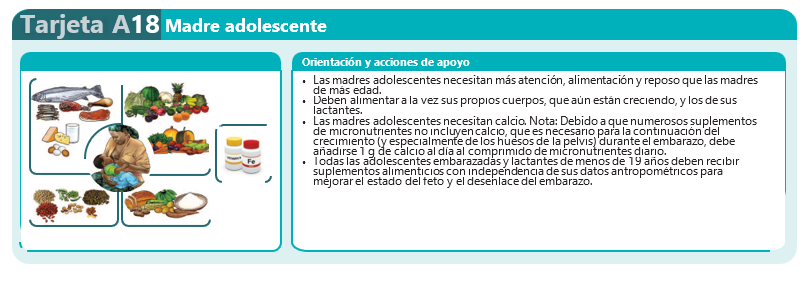 Tarjeta A18 Madre adolescente
Orientación y acciones de apoyo
• Las madres adolescentes necesitan más atención, alimentación y reposo que las madres
de más edad.
• Deben alimentar a la vez sus propios cuerpos, que aún están creciendo, y los de sus
lactantes.
• Las madres adolescentes necesitan calcio. Nota: Debido a que numerosos suplementos
de micronutrientes no incluyen calcio, que es necesario para la continuación del
crecimiento (y especialmente de los huesos de la pelvis) durante el embarazo, debe
añadirse 1 g de calcio al día al comprimido de micronutrientes diario.
• Todas las adolescentes embarazadas y lactantes de menos de 19 años deben recibir
suplementos alimenticios con independencia de sus datos antropométricos para
mejorar el estado del feto y el desenlace del embarazo.
Fe